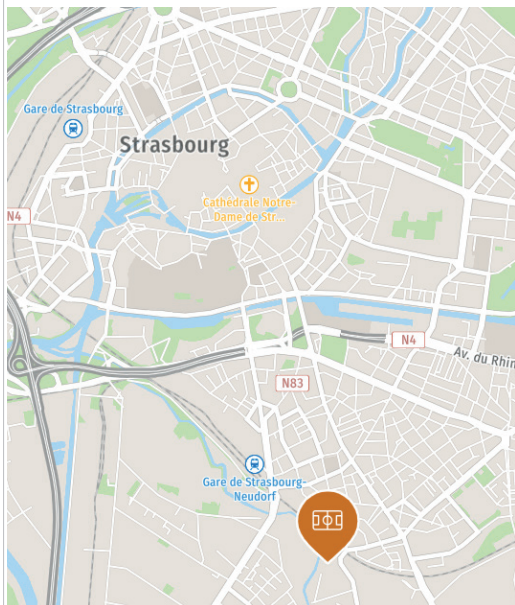 Gare de Strasbourg
Strasbourg
Cathédrale Notre-
Dame de Str...
N4
N4
Av. du Rhin
N83
Gare de Strasbourg-
Neudorf